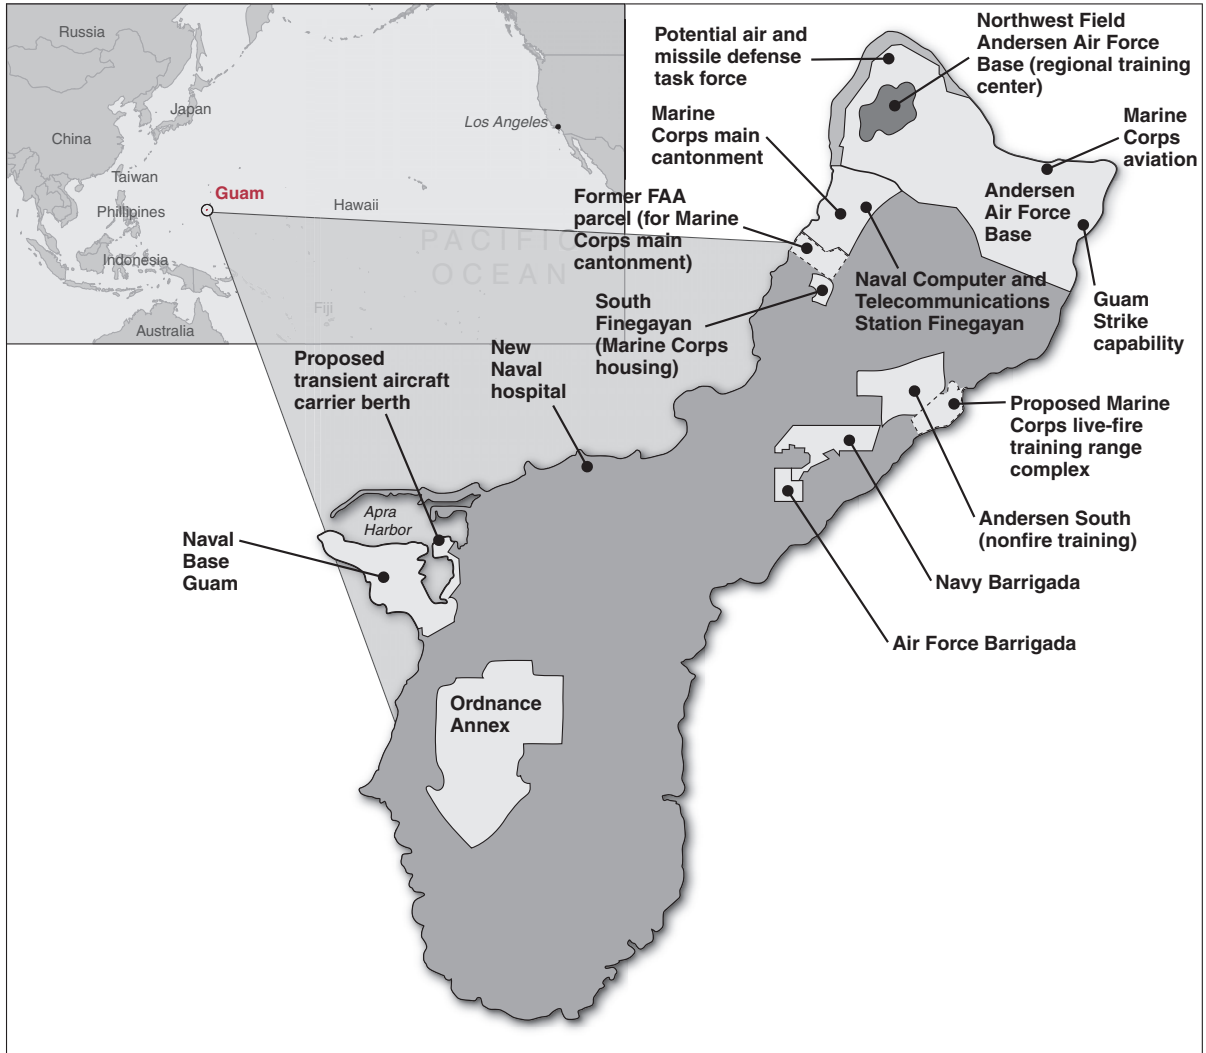 Russia
Japan
China
Taiwan
Phillipines
Indonesia
Australia
Guam
Hawaii
Los Angeles
PACIFIC
OCEAN
Fiji
Potential air and
missile defense
task force
Northwest Field
Andersen Air Force
Base (regional training
center)
Marine
Corps main
cantonment
Marine
Corps
aviation
Former FAA
parcel (for Marine
Corps main
cantonment)
Andersen
Air Force
Base
South
Finegayan
(Marine Corps
housing)
Naval Computer and
Telecommunications
Station Finegayan
Guam
Strike
capability
Proposed
transient aircraft
carrier berth
New
Naval
hospital
Proposed Marine
Corps live-fire
training range
complex
Apra
Harbor
Andersen South
(nonfire training)
Naval
Base
Guam
Navy Barrigada
Air Force Barrigada
Ordnance
Annex